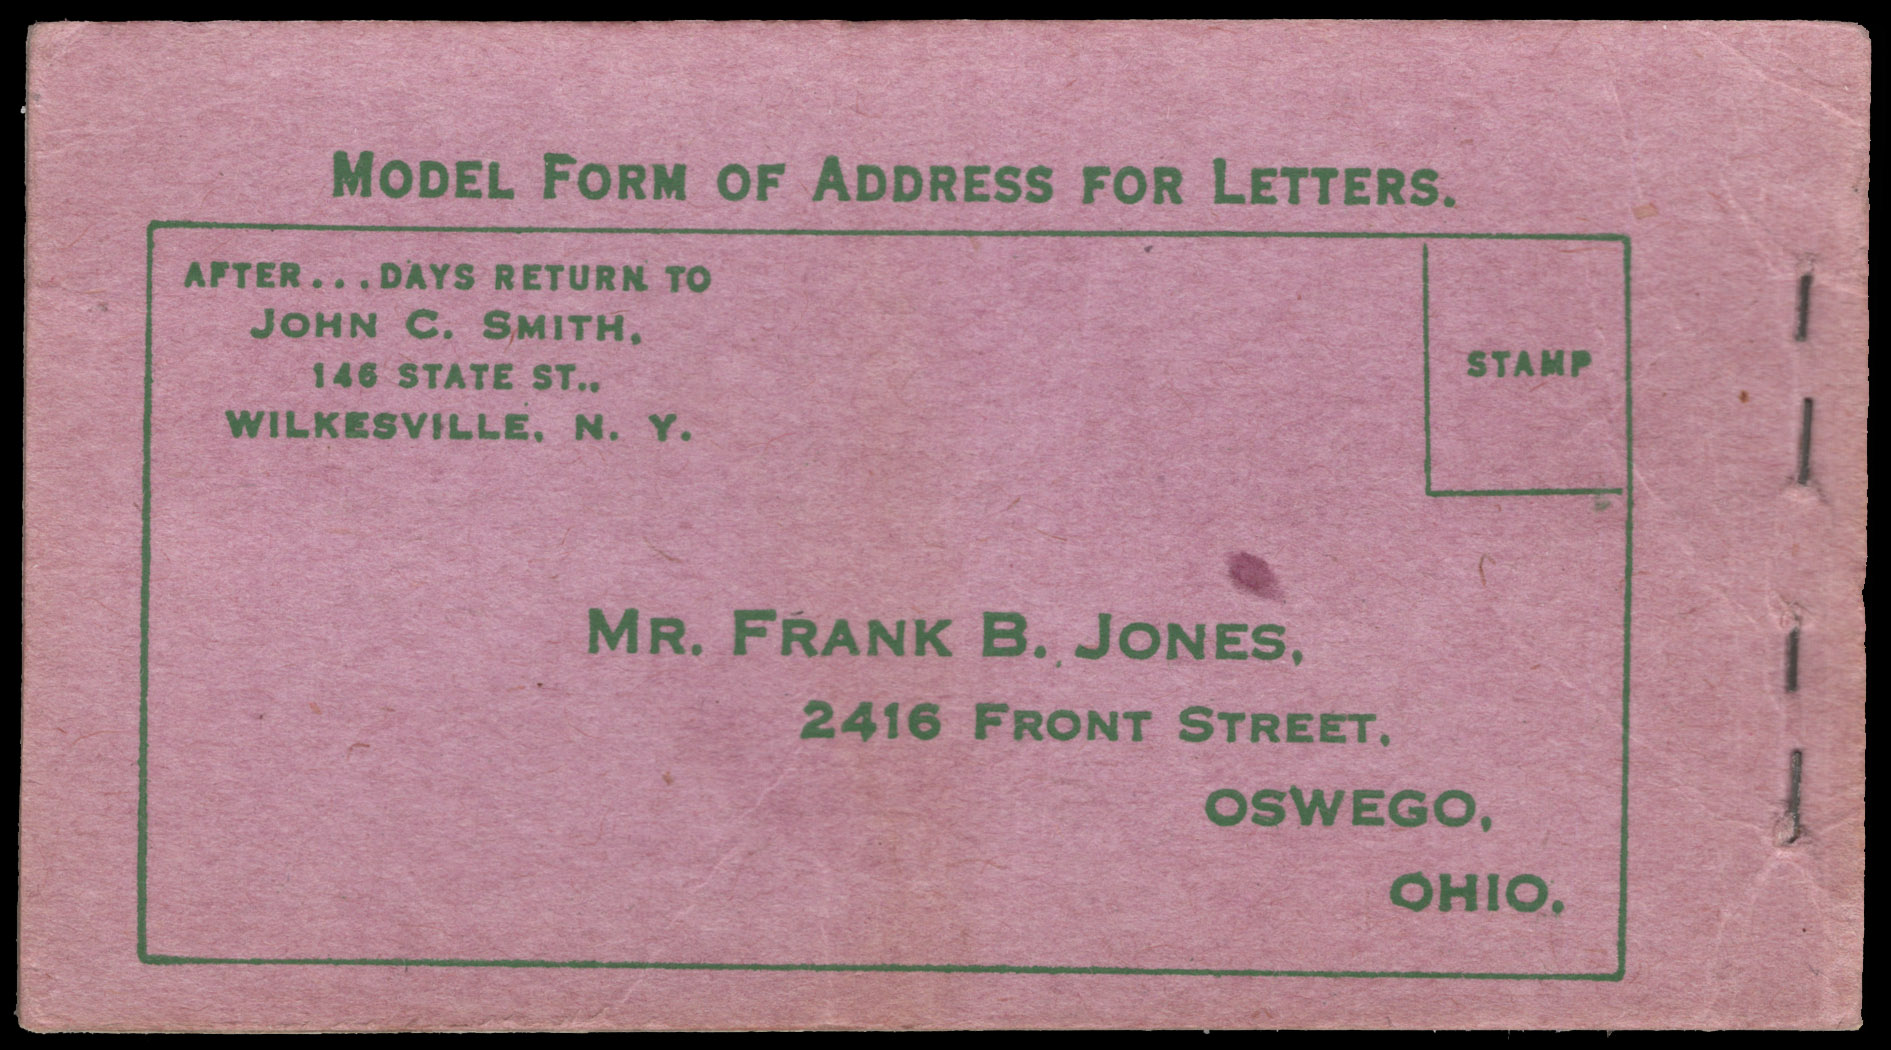 MODEL FORM OF ADDRESS FOR LETTERS.
AFTER...DAYS RETURN TO
JOHN C. SMITH,
146 STATE ST.,
WILKESVILLE, N. Y.
STAMP
MR. FRANK B. JONES,
2416 FRONT STREET,
OSWEGO,
OHIO.